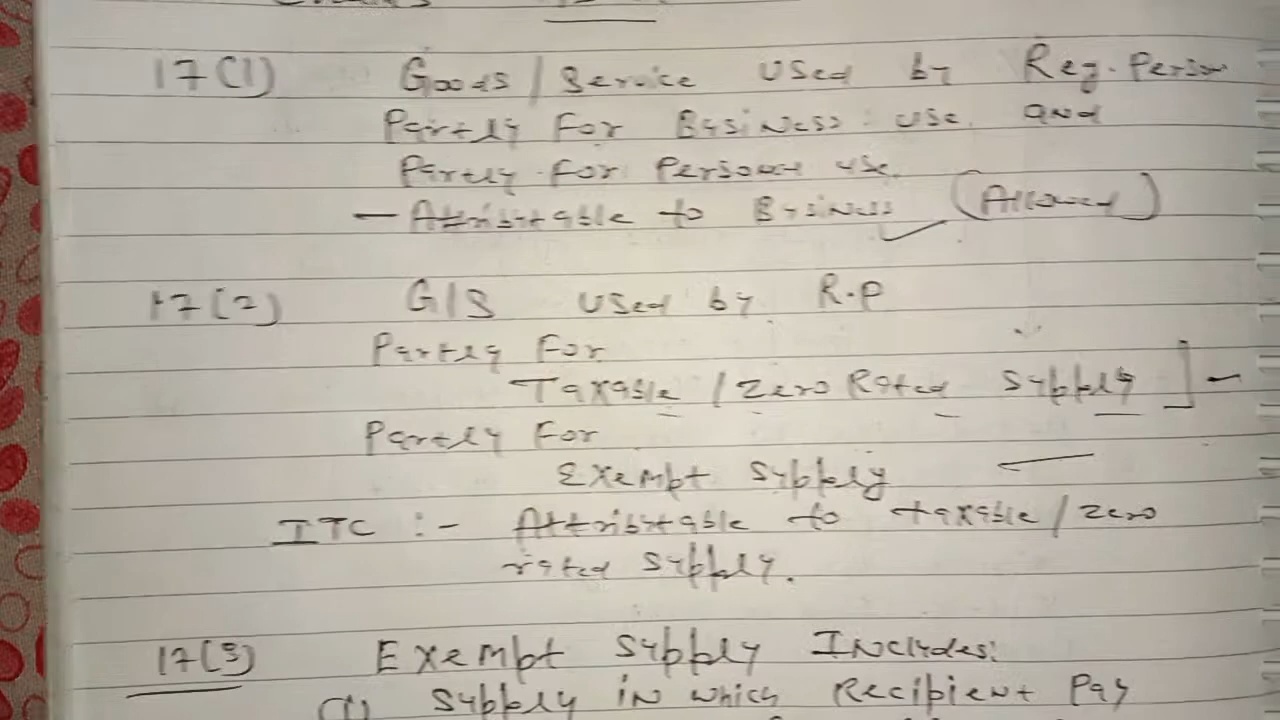 17(1) Goods/Service used by Reg. Person
Partly For Business use and
Partly For Personal use
— Attributable to Business (Allowed)
17(2) G/S used by R.P
Partly For
Taxable / Zero Rated Supply ] -
Partly For
Exempt Supply
ITC :- Attributable to taxable / zero
rated supply.
17(3) Exempt Supply Includes:
(1) Supply in which Recipient Pay